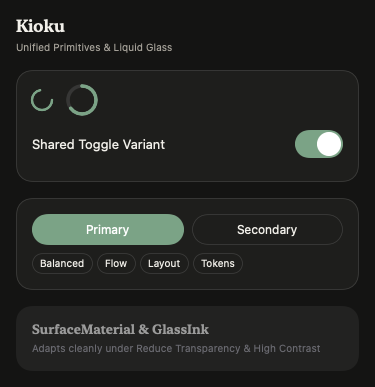 Kioku
Unified Primitives & Liquid Glass
Shared Toggle Variant
Primary
Secondary
Balanced
Flow
Layout
Tokens
SurfaceMaterial & GlassInk
Adapts cleanly under Reduce Transparency & High Contrast